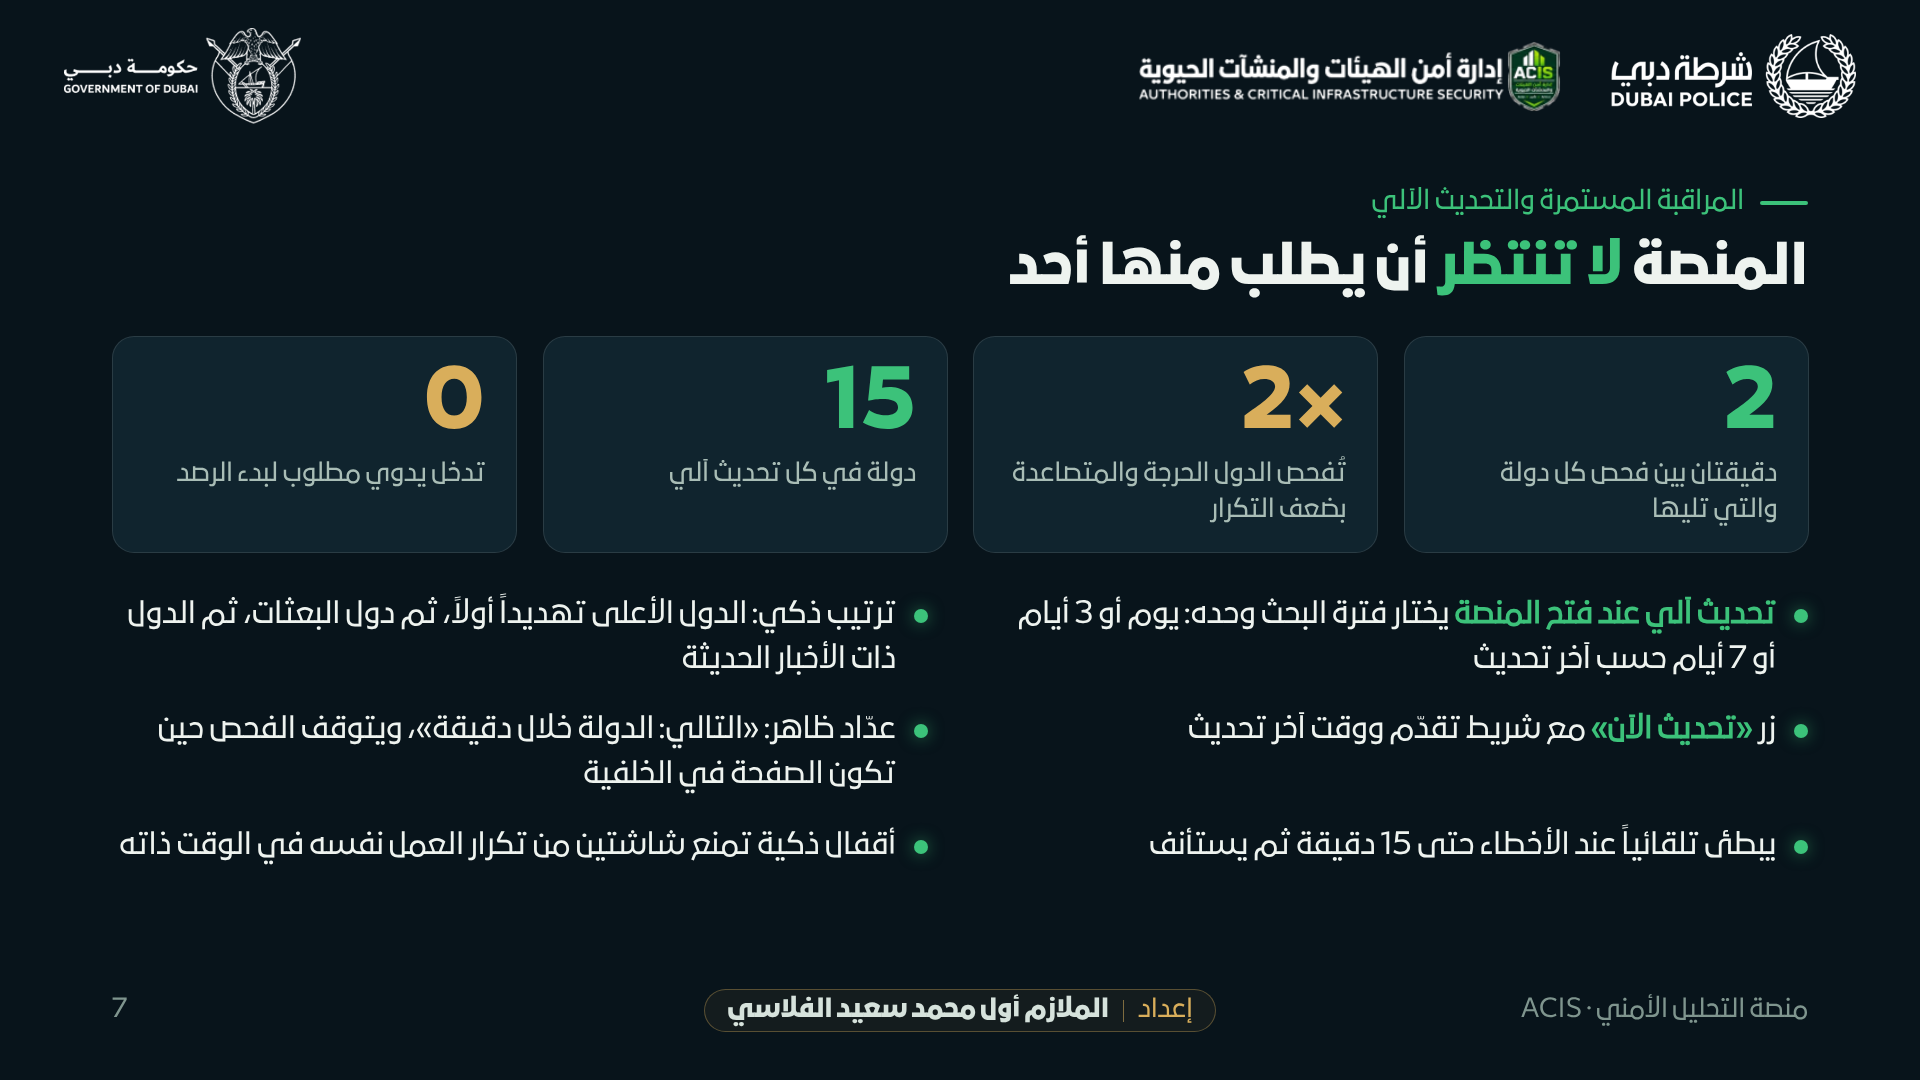 شرطة دبي
DUBAI POLICE
إدارة أمن الهيئات والمنشآت الحيوية
AUTHORITIES & CRITICAL INFRASTRUCTURE SECURITY
ACIS
حكومة دبي
GOVERNMENT OF DUBAI
المراقبة المستمرة والتحديث الآلي
المنصة لا تنتظر أن يطلب منها أحد
2
دقيقتان بين فحص كل دولة
والتي تليها
2×
تُفحص الدول الحرجة والمتصاعدة
بضعف التكرار
15
دولة في كل تحديث آلي
0
تدخل يدوي مطلوب لبدء الرصد
تحديث آلي عند فتح المنصة يختار فترة البحث وحده: يوم أو 3 أيام
أو 7 أيام حسب آخر تحديث
ترتيب ذكي: الدول الأعلى تهديداً أولاً، ثم دول البعثات، ثم الدول
ذات الأخبار الحديثة
زر «تحديث الآن» مع شريط تقدّم ووقت آخر تحديث
عدّاد ظاهر: «التالي: الدولة خلال دقيقة»، ويتوقف الفحص حين
تكون الصفحة في الخلفية
يبطئ تلقائياً عند الأخطاء حتى 15 دقيقة ثم يستأنف
أقفال ذكية تمنع شاشتين من تكرار العمل نفسه في الوقت ذاته
منصة التحليل الأمني · ACIS
إعداد | الملازم أول محمد سعيد الفلاسي
7